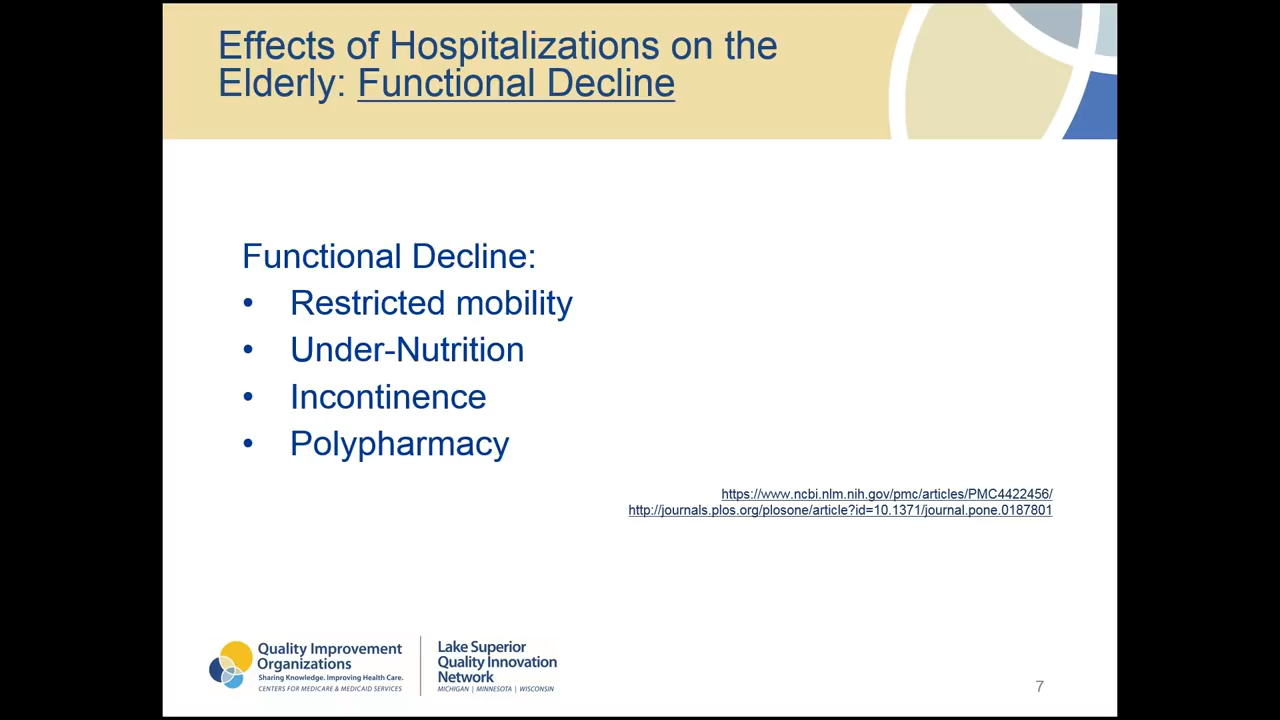 Effects of Hospitalizations on the
Elderly: Functional Decline
Functional Decline:
• Restricted mobility
• Under-Nutrition
• Incontinence
• Polypharmacy
https://www.ncbi.nlm.nih.gov/pmc/articles/PMC4422456/
http://journals.plos.org/plosone/article?id=10.1371/journal.pone.0187801
Quality Improvement
Organizations
Sharing Knowledge. Improving Health Care.
CENTERS FOR MEDICARE & MEDICAID SERVICES
Lake Superior
Quality Innovation
Network
MICHIGAN | MINNESOTA | WISCONSIN
7